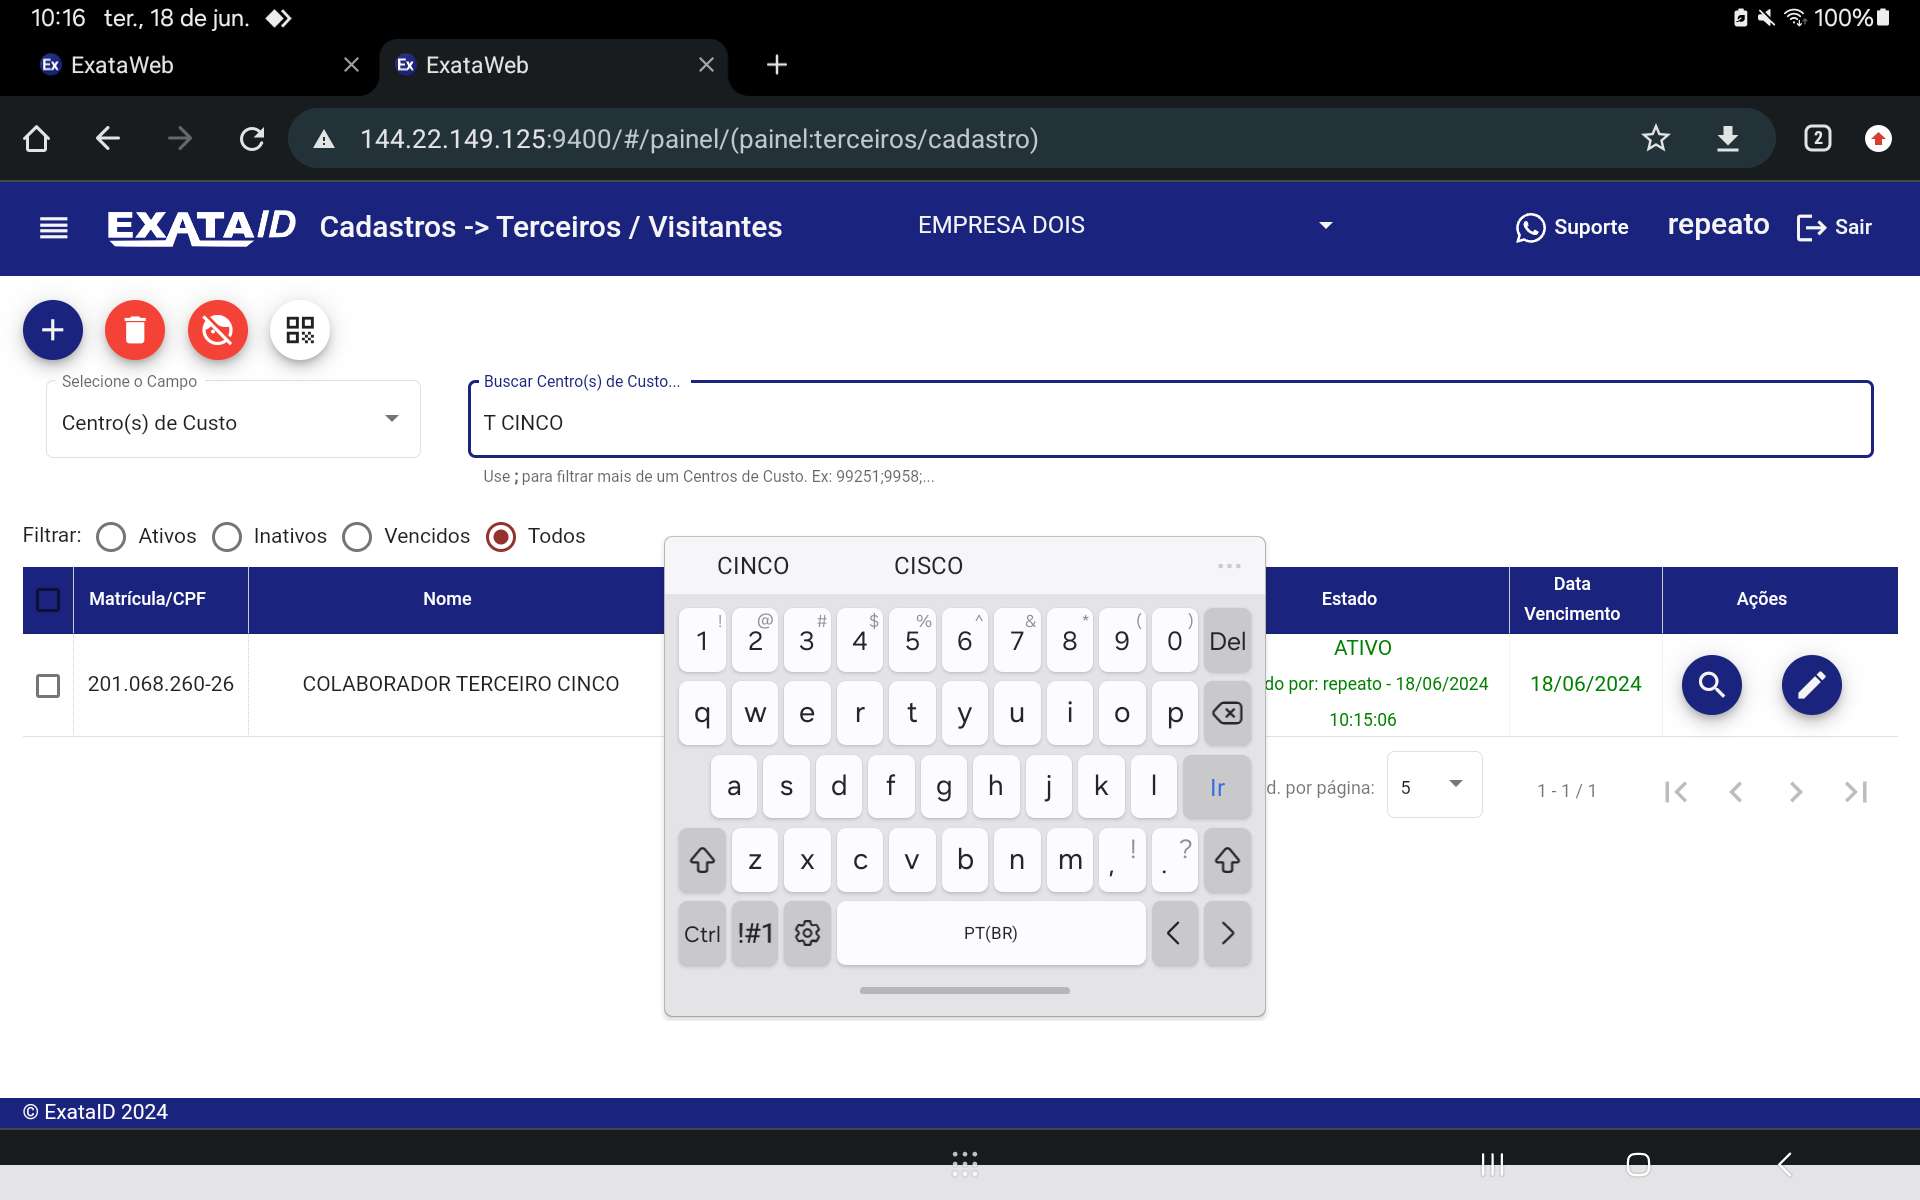 10:16 ter., 18 de jun. 100%
Ex ExataWeb Ex ExataWeb
144.22.149.125:9400/#/painel/(painel:terceiros/cadastro) 2
EXATAID Cadastros -> Terceiros / Visitantes EMPRESA DOIS Suporte repeato Sair
Selecione o Campo Buscar Centro(s) de Custo...
Centro(s) de Custo T CINCO
Use ; para filtrar mais de um Centros de Custo. Ex: 99251;9958;...
Filtrar: Ativos Inativos Vencidos Todos
Matrícula/CPF Nome Estado Data Vencimento Ações
201.068.260-26 COLABORADOR TERCEIRO CINCO ATIVO
do por: repeato - 18/06/2024
10:15:06
18/06/2024
d. por página: 5 1 - 1 / 1
CINCO CISCO ...
! @ # $ % ^ & * ( )
1 2 3 4 5 6 7 8 9 0 Del
q w e r t y u i o p
a s d f g h j k l Ir
z x c v b n m , ! . ?
Ctrl !#1 PT(BR) < >
© ExataID 2024